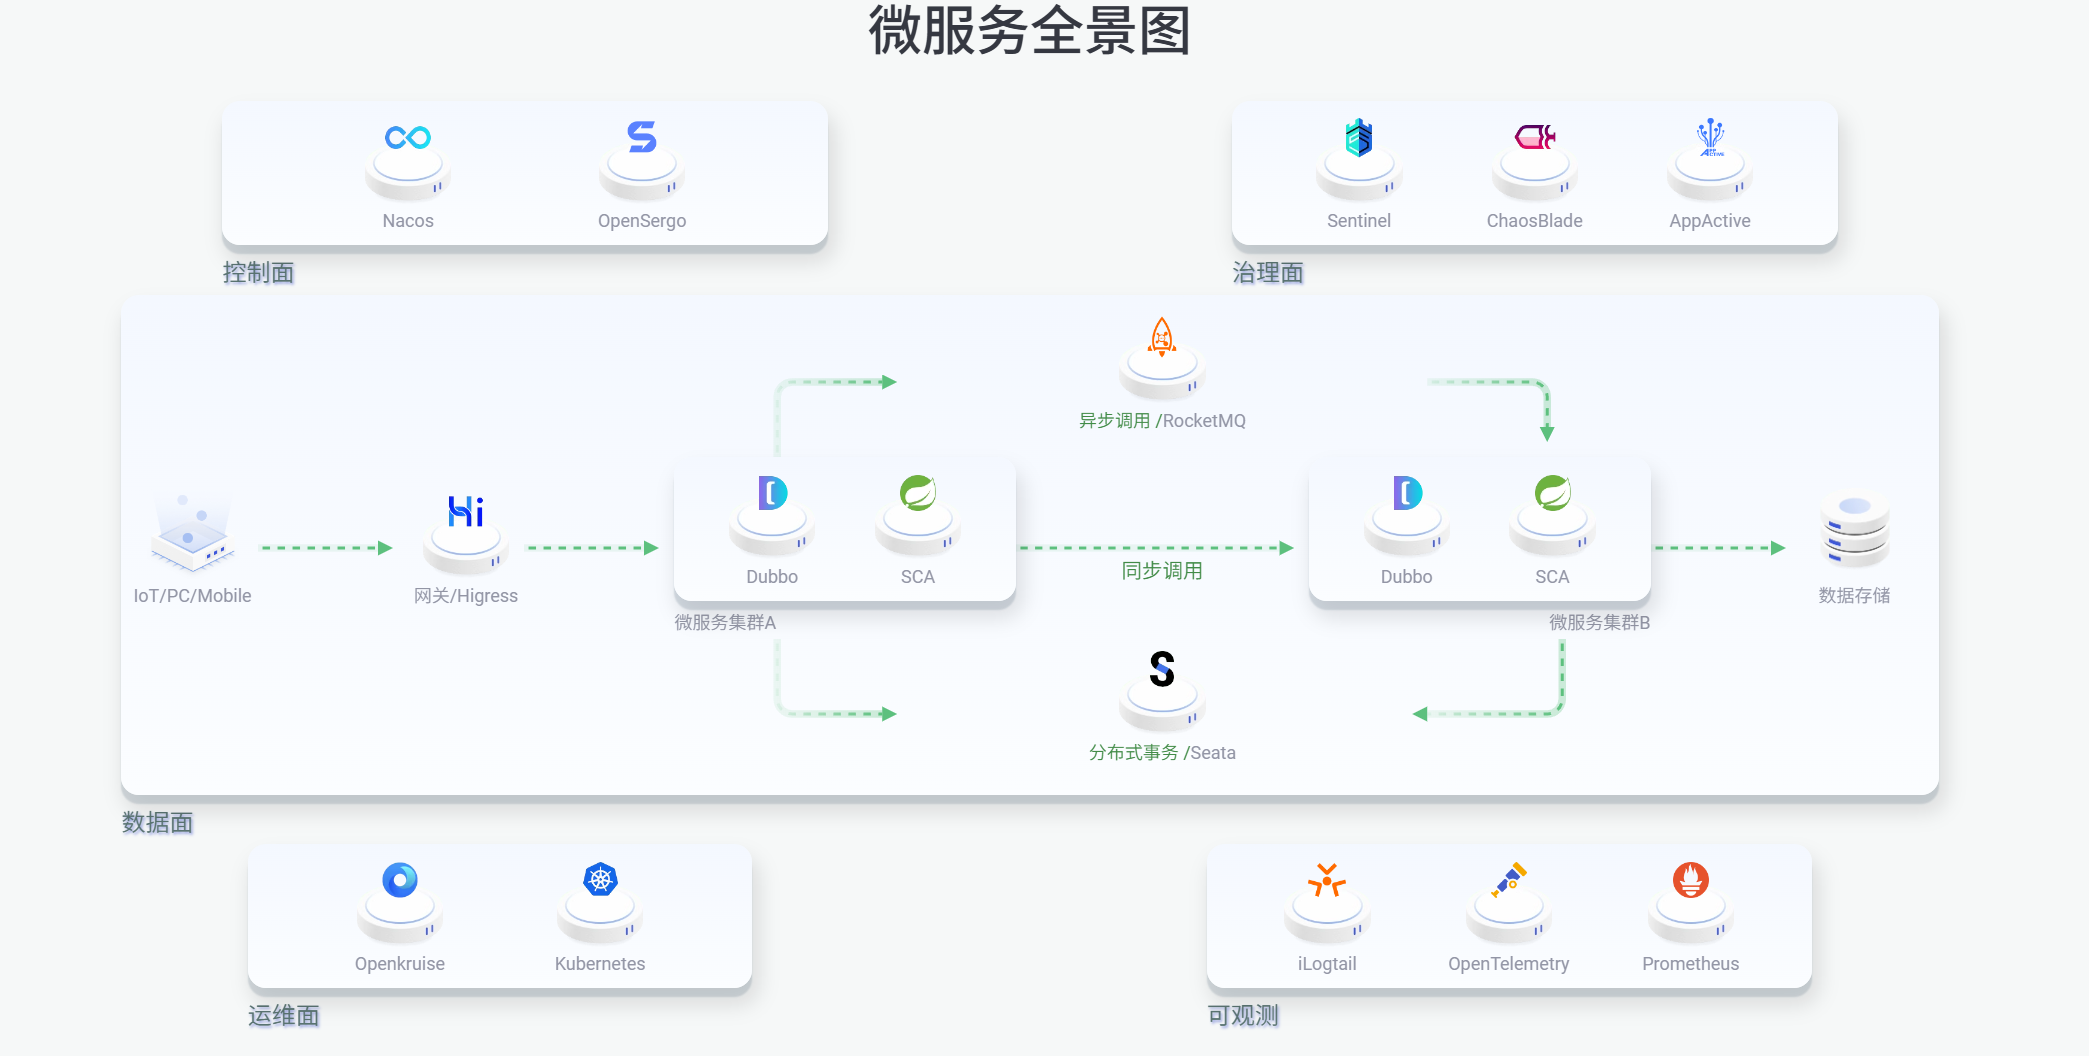 微服务全景图
Nacos
OpenSergo
控制面
Sentinel
ChaosBlade
APP
ACTIVE
AppActive
治理面
异步调用 /RocketMQ
IoT/PC/Mobile
Hi
网关/Higress
Dubbo
SCA
微服务集群A
同步调用
Dubbo
SCA
微服务集群B
数据存储
S
分布式事务 /Seata
数据面
Openkruise
Kubernetes
运维面
iLogtail
OpenTelemetry
Prometheus
可观测